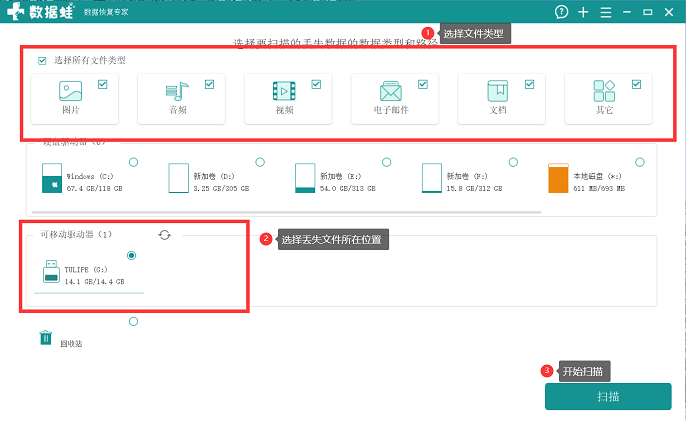 数据蛙 数据恢复专家
1 选择文件类型
选择要扫描的丢失数据的数据类型和路径
选择所有文件类型
图片 音频 视频 电子邮件 文档 其它
硬盘驱动器（6）
Windows (C:) 新加卷 (D:) 新加卷 (E:) 新加卷 (F:) 本地磁盘 (*:)
67.4 GB/118 GB 3.25 GB/305 GB 54.0 GB/313 GB 15.8 GB/312 GB 611 MB/693 MB
可移动驱动器（1）
2 选择丢失文件所在位置
TULIPE (G:)
14.1 GB/14.4 GB
回收站
3 开始扫描
扫描